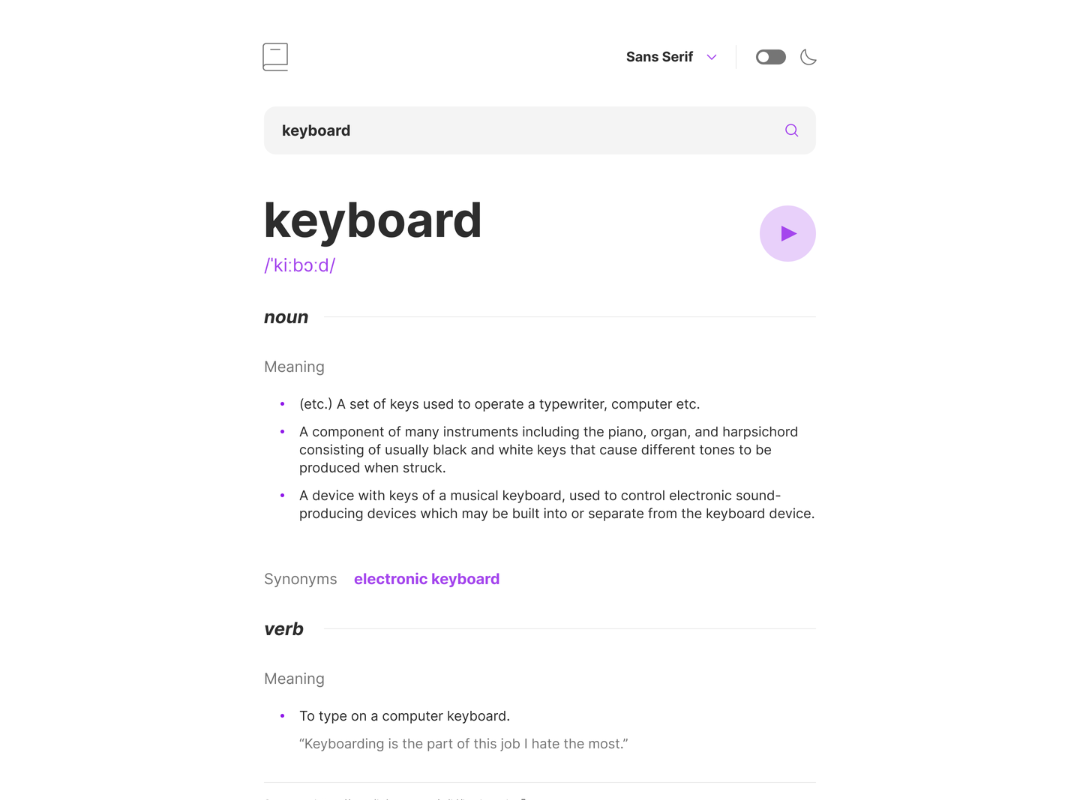 Sans Serif
keyboard
keyboard
/ˈkiːbɔːd/
noun
Meaning
(etc.) A set of keys used to operate a typewriter, computer etc.
A component of many instruments including the piano, organ, and harpsichord
consisting of usually black and white keys that cause different tones to be
produced when struck.
A device with keys of a musical keyboard, used to control electronic sound-
producing devices which may be built into or separate from the keyboard device.
Synonyms electronic keyboard
verb
Meaning
To type on a computer keyboard.
“Keyboarding is the part of this job I hate the most.”